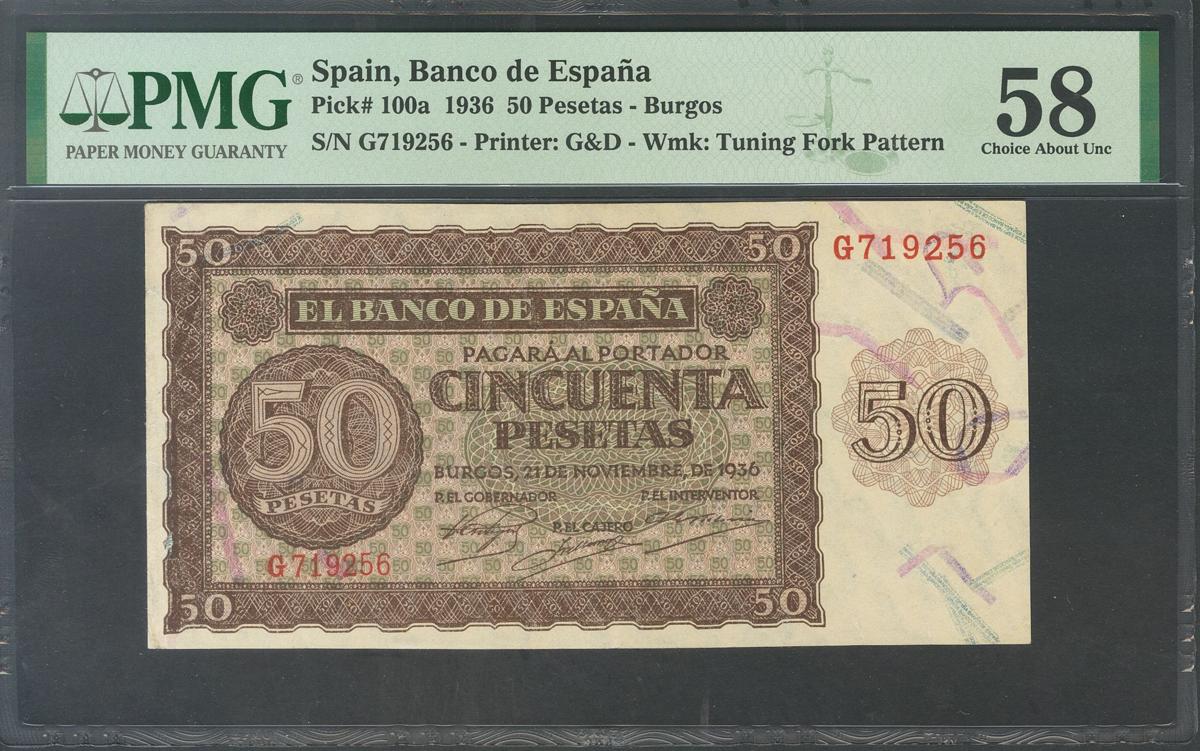 PMG®
PAPER MONEY GUARANTY
Spain, Banco de España
Pick# 100a 1936 50 Pesetas - Burgos
S/N G719256 - Printer: G&D - Wmk: Tuning Fork Pattern
58
Choice About Unc
50
50
G719256
EL BANCO DE ESPAÑA
PAGARÁ AL PORTADOR
CINCUENTA
PESETAS
50
PESETAS
50
BURGOS, 21 DE NOVIEMBRE, DE 1936
P. EL GOBERNADOR
P. EL INTERVENTOR
P. EL CAJERO
G719256
50
50